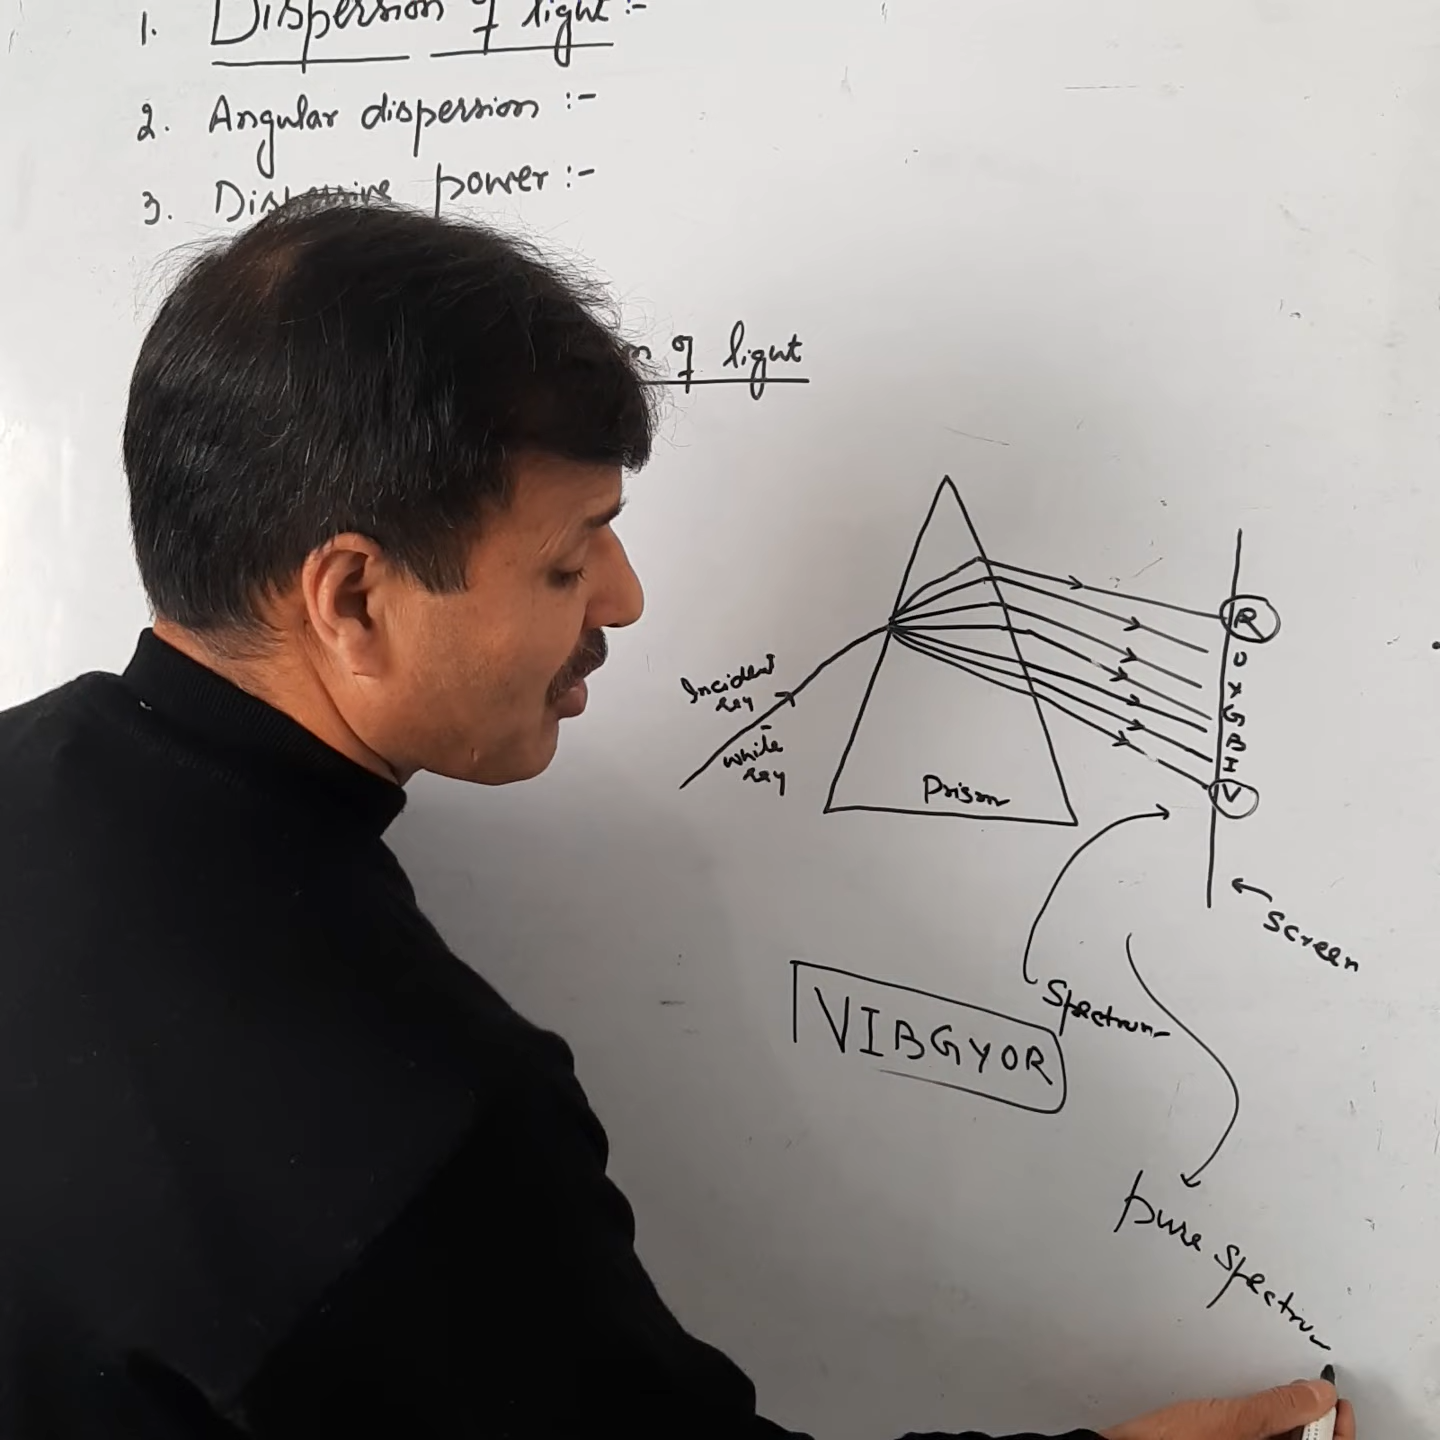 1. Dispersion of light :-
2. Angular dispersion :-
3. Dispersive power :-
of light
Incident
ray
white
ray
Prism
R
O
Y
G
B
I
V
Screen
Spectrum
VIBGYOR
pure spectrum